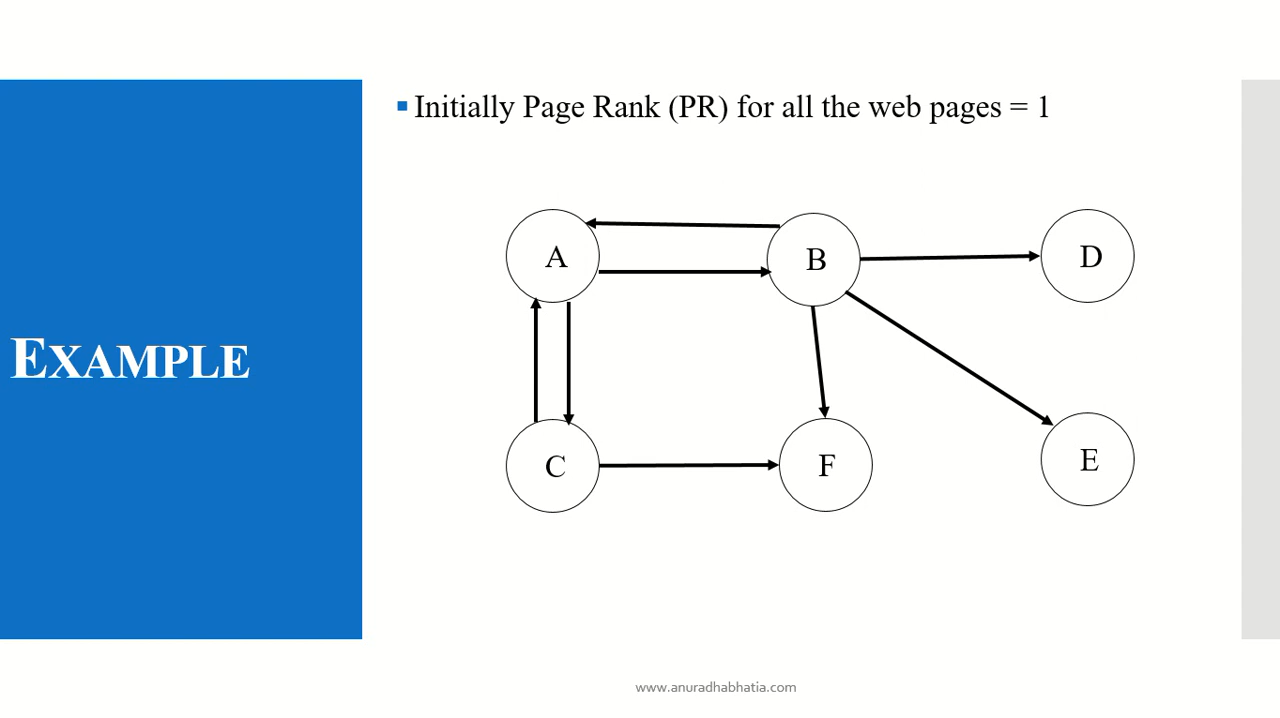 Initially Page Rank (PR) for all the web pages = 1
A
B
D
EXAMPLE
C
F
E
www.anuradhabhatia.com